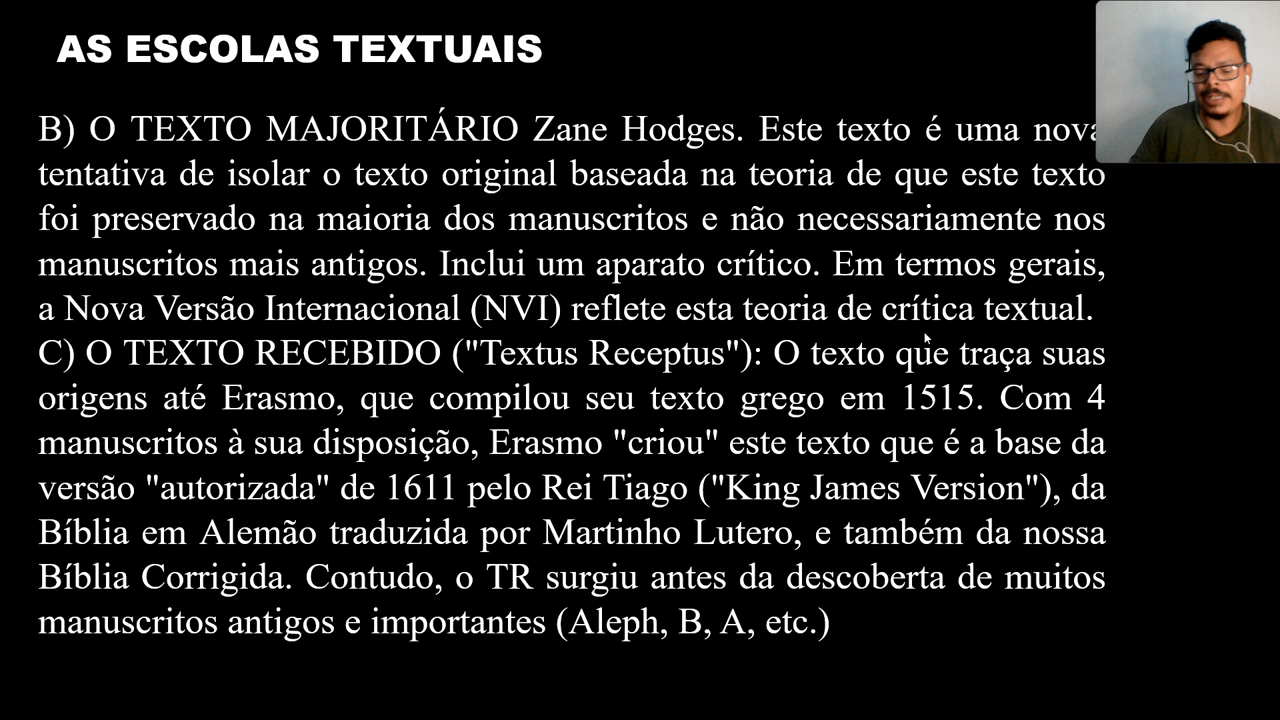 AS ESCOLAS TEXTUAIS
B) O TEXTO MAJORITÁRIO Zane Hodges. Este texto é uma nova
tentativa de isolar o texto original baseada na teoria de que este texto
foi preservado na maioria dos manuscritos e não necessariamente nos
manuscritos mais antigos. Inclui um aparato crítico. Em termos gerais,
a Nova Versão Internacional (NVI) reflete esta teoria de crítica textual.
C) O TEXTO RECEBIDO ("Textus Receptus"): O texto que traça suas
origens até Erasmo, que compilou seu texto grego em 1515. Com 4
manuscritos à sua disposição, Erasmo "criou" este texto que é a base da
versão "autorizada" de 1611 pelo Rei Tiago ("King James Version"), da
Bíblia em Alemão traduzida por Martinho Lutero, e também da nossa
Bíblia Corrigida. Contudo, o TR surgiu antes da descoberta de muitos
manuscritos antigos e importantes (Aleph, B, A, etc.)